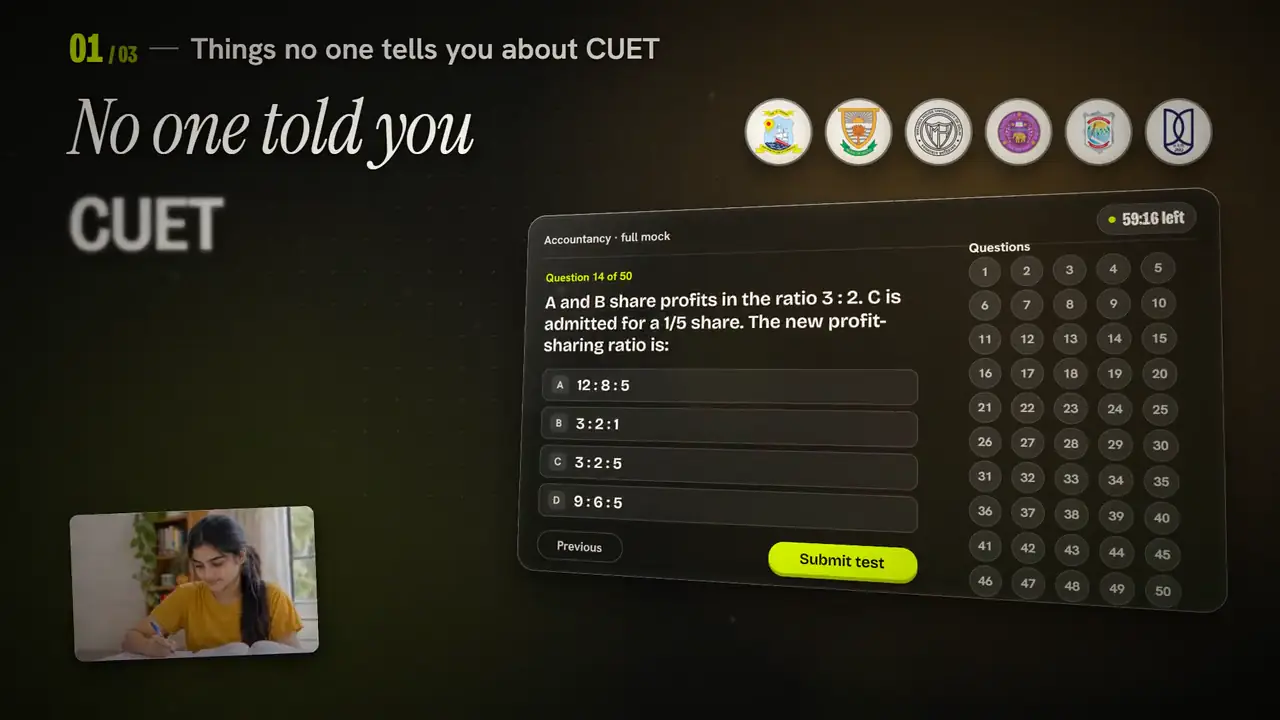 01 / 03 — Things no one tells you about CUET
No one told you
CUET
Accountancy · full mock
59:16 left
Question 14 of 50
A and B share profits in the ratio 3 : 2. C is
admitted for a 1/5 share. The new profit-
sharing ratio is:
A 12 : 8 : 5
B 3 : 2 : 1
C 3 : 2 : 5
D 9 : 6 : 5
Previous
Submit test
Questions
1 2 3 4 5
6 7 8 9 10
11 12 13 14 15
16 17 18 19 20
21 22 23 24 25
26 27 28 29 30
31 32 33 34 35
36 37 38 39 40
41 42 43 44 45
46 47 48 49 50